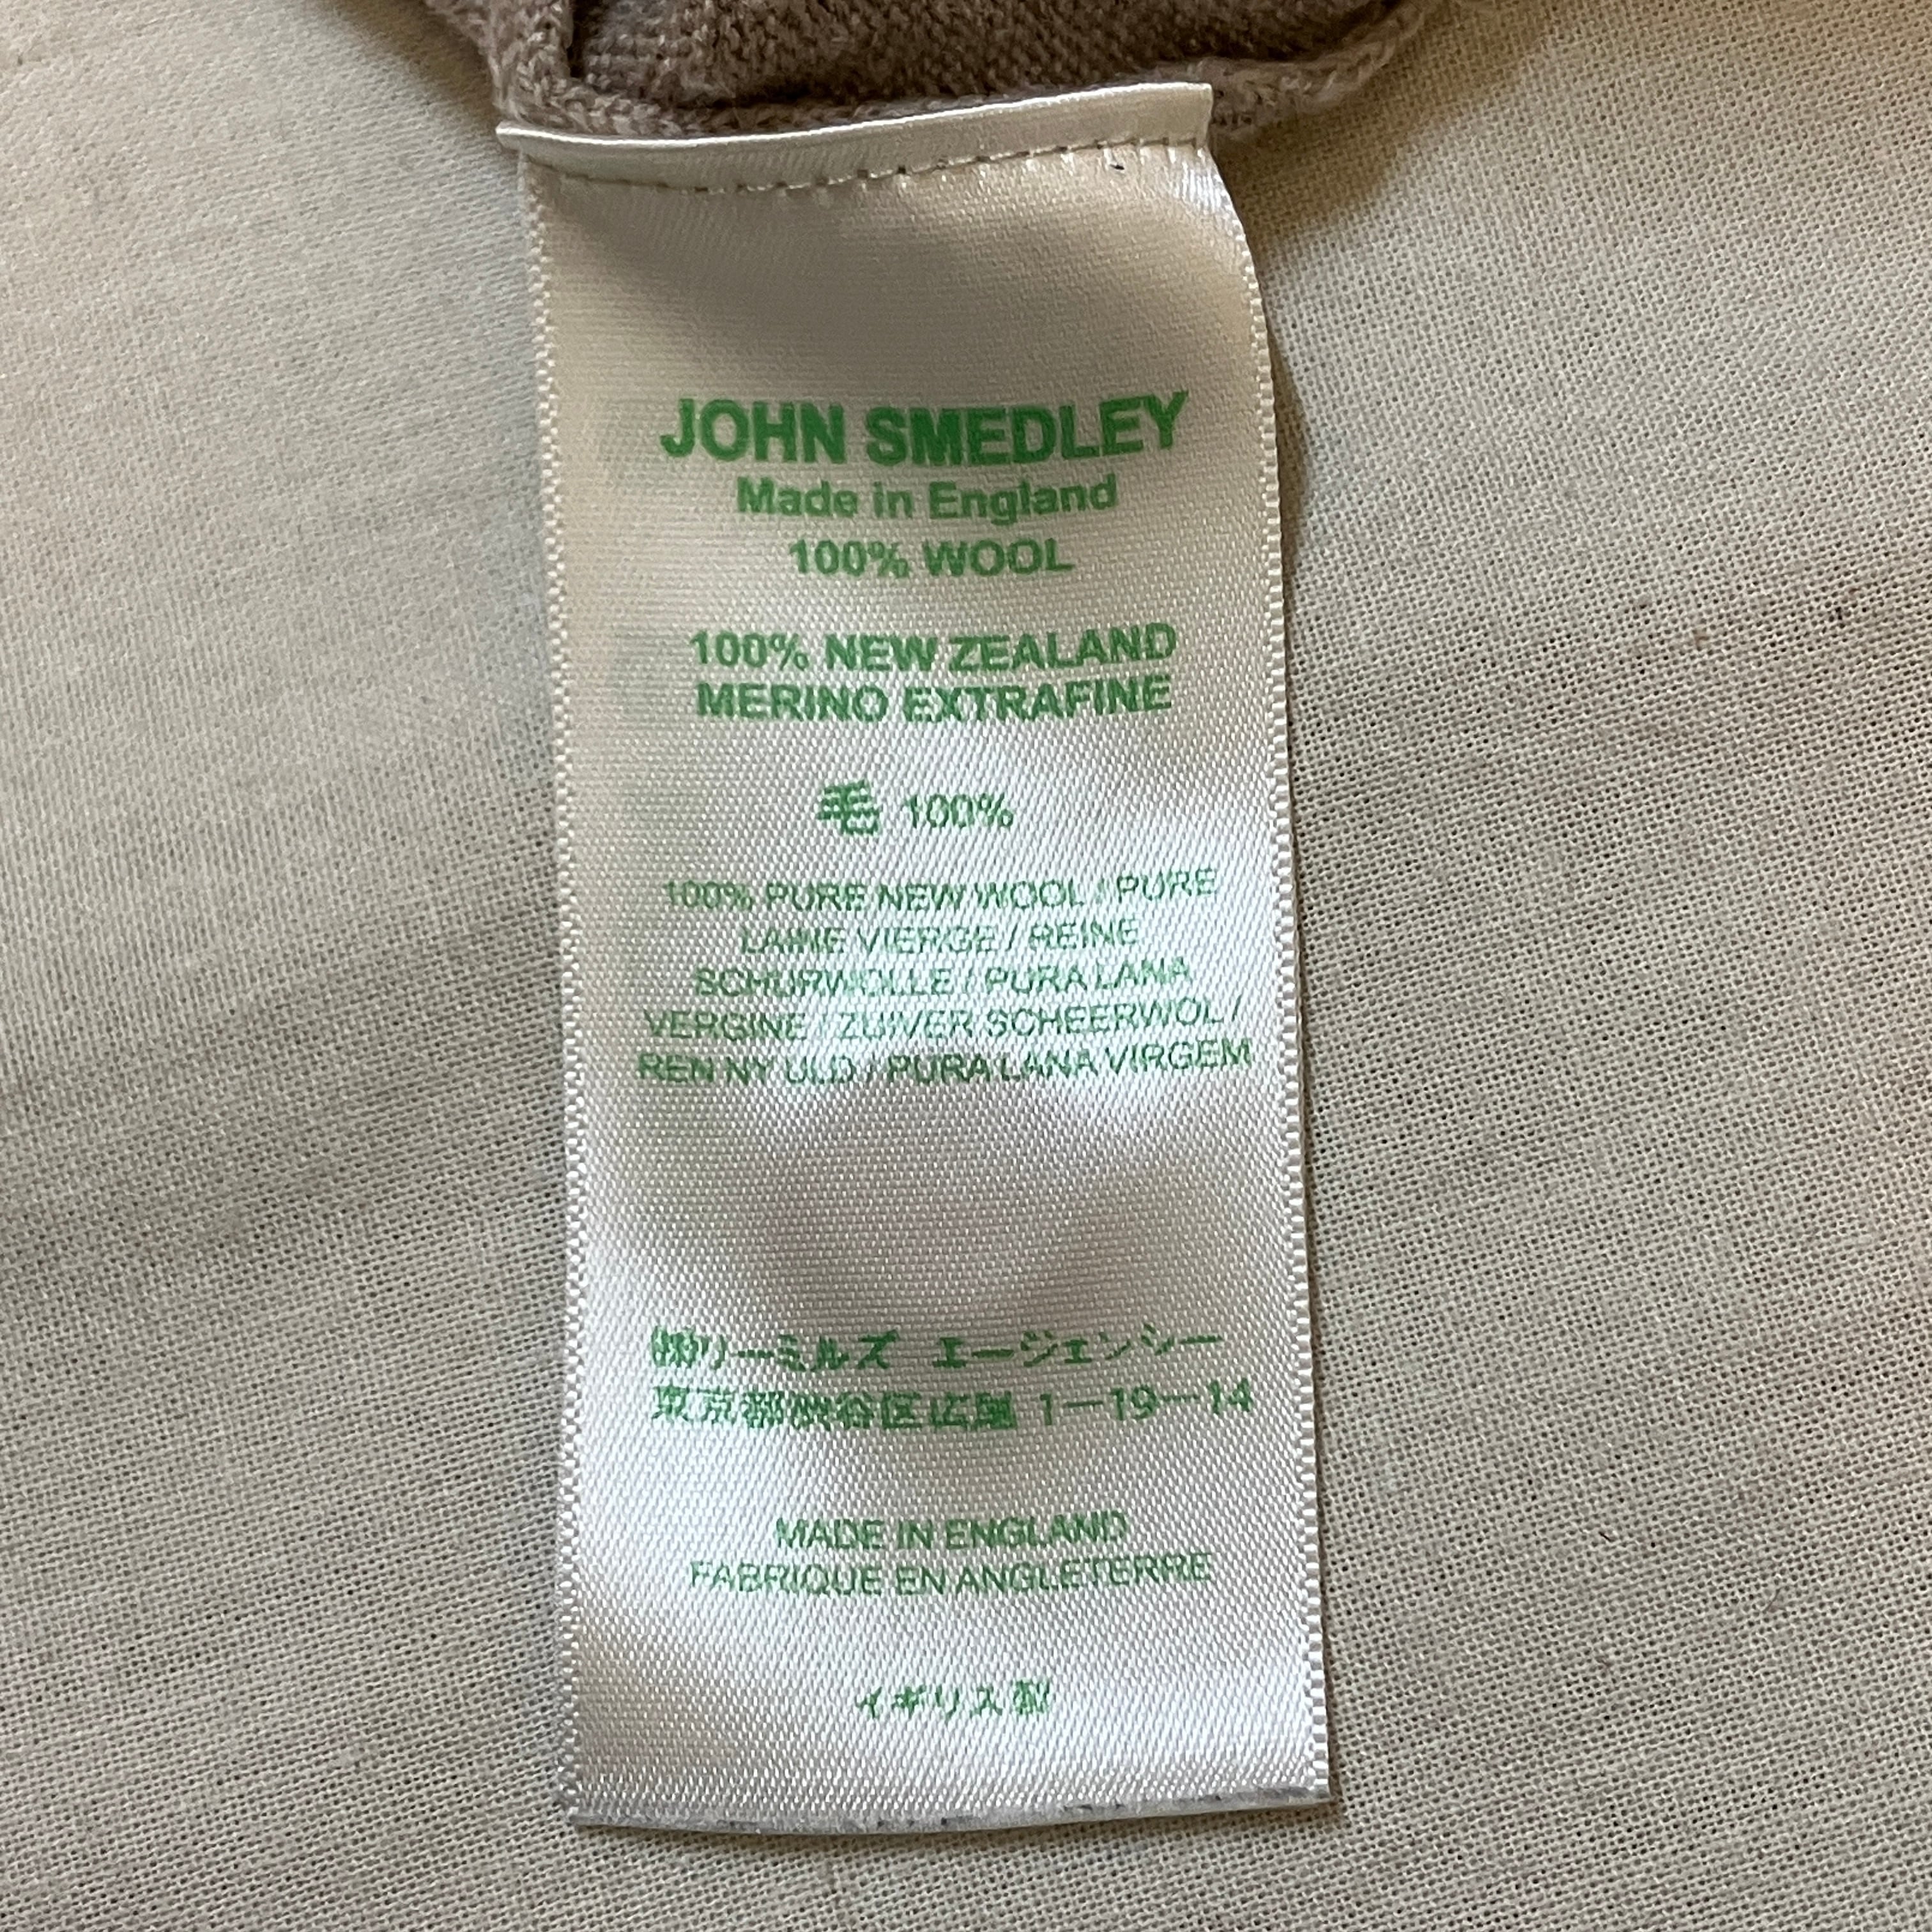 JOHN SMEDLEY
Made in England
100% WOOL
100% NEW ZEALAND
MERINO EXTRAFINE
毛 100%
100% PURE NEW WOOL / PURE
LAINE VIERGE / REINE
SCHURWOLLE / PURA LANA
VERGINE / ZUIVER SCHEERWOL /
REN NY ULD / PURA LANA VIRGEM
㈱リーミルズ エージェンシー
東京都渋谷区広尾 1-19-14
MADE IN ENGLAND
FABRIQUE EN ANGLETERRE
イギリス製